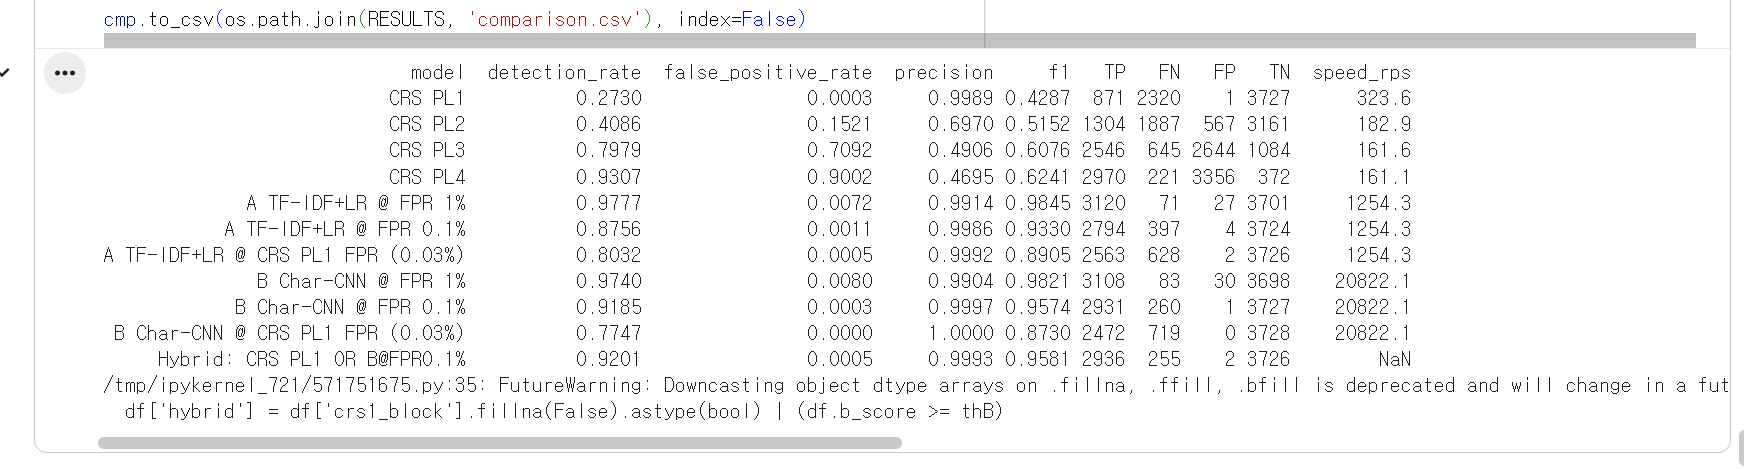 cmp.to_csv(os.path.join(RESULTS, 'comparison.csv'), index=False)
model detection_rate false_positive_rate precision f1 TP FN FP TN speed_rps
CRS PL1 0.2730 0.0003 0.9989 0.4287 871 2320 1 3727 323.6
CRS PL2 0.4086 0.1521 0.6970 0.5152 1304 1887 567 3161 182.9
CRS PL3 0.7979 0.7092 0.4906 0.6076 2546 645 2644 1084 161.6
CRS PL4 0.9307 0.9002 0.4695 0.6241 2970 221 3356 372 161.1
A TF-IDF+LR @ FPR 1% 0.9777 0.0072 0.9914 0.9845 3120 71 27 3701 1254.3
A TF-IDF+LR @ FPR 0.1% 0.8756 0.0011 0.9986 0.9330 2794 397 4 3724 1254.3
A TF-IDF+LR @ CRS PL1 FPR (0.03%) 0.8032 0.0005 0.9992 0.8905 2563 628 2 3726 1254.3
B Char-CNN @ FPR 1% 0.9740 0.0080 0.9904 0.9821 3108 83 30 3698 20822.1
B Char-CNN @ FPR 0.1% 0.9185 0.0003 0.9997 0.9574 2931 260 1 3727 20822.1
B Char-CNN @ CRS PL1 FPR (0.03%) 0.7747 0.0000 1.0000 0.8730 2472 719 0 3728 20822.1
Hybrid: CRS PL1 OR B@FPR0.1% 0.9201 0.0005 0.9993 0.9581 2936 255 2 3726 NaN
/tmp/ipykernel_721/571751675.py:35: FutureWarning: Downcasting object dtype arrays on .fillna, .ffill, .bfill is deprecated and will change in a fut
df['hybrid'] = df['crs1_block'].fillna(False).astype(bool) | (df.b_score >= thB)